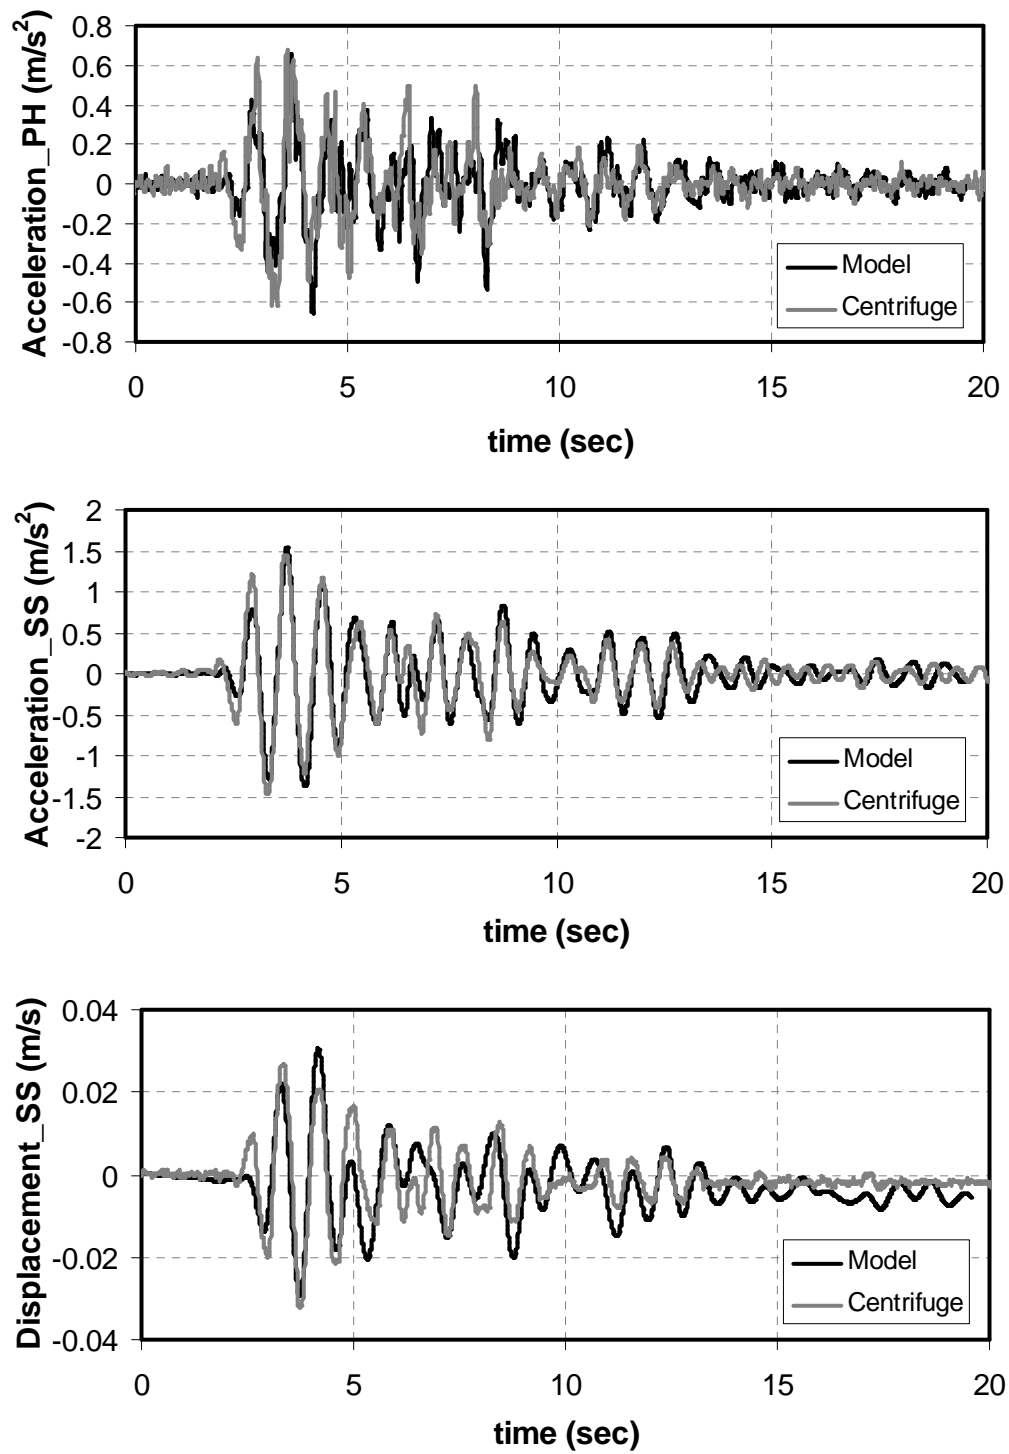 Acceleration_PH (m/s²)
0.8
0.6
0.4
0.2
0
-0.2
-0.4
-0.6
-0.8
Model
Centrifuge
0 5 10 15 20
time (sec)
Acceleration_SS (m/s²)
2
1.5
1
0.5
0
-0.5
-1
-1.5
-2
Model
Centrifuge
0 5 10 15 20
time (sec)
Displacement_SS (m/s)
0.04
0.02
0
-0.02
-0.04
Model
Centrifuge
0 5 10 15 20
time (sec)